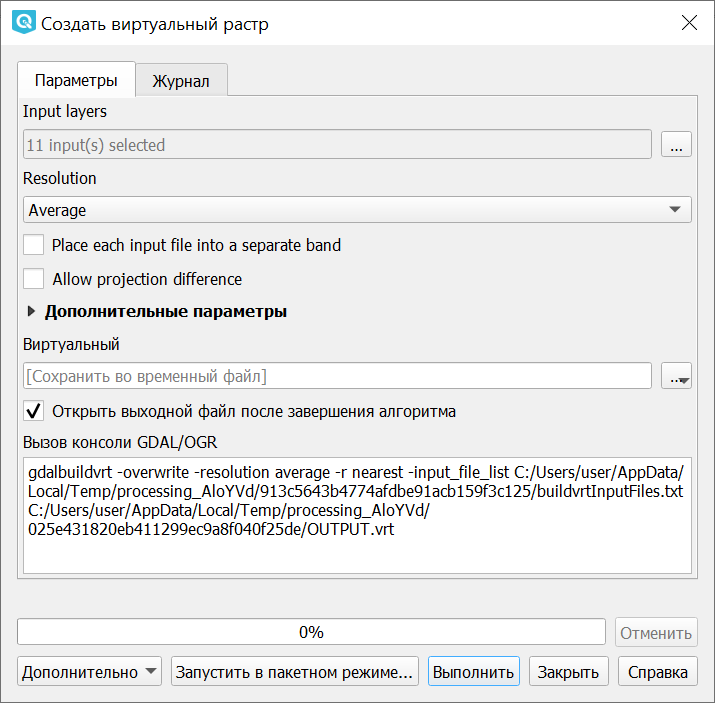 Создать виртуальный растр
Параметры
Журнал
Input layers
11 input(s) selected
...
Resolution
Average
Place each input file into a separate band
Allow projection difference
Дополнительные параметры
Виртуальный
[Сохранить во временный файл]
...
Открыть выходной файл после завершения алгоритма
Вызов консоли GDAL/OGR
gdalbuildvrt -overwrite -resolution average -r nearest -input_file_list C:/Users/user/AppData/
Local/Temp/processing_AloYVd/913c5643b4774afdbe91acb159f3c125/buildvrtInputFiles.txt
C:/Users/user/AppData/Local/Temp/processing_AloYVd/
025e431820eb411299ec9a8f040f25de/OUTPUT.vrt
0%
Отменить
Дополнительно
Запустить в пакетном режиме...
Выполнить
Закрыть
Справка